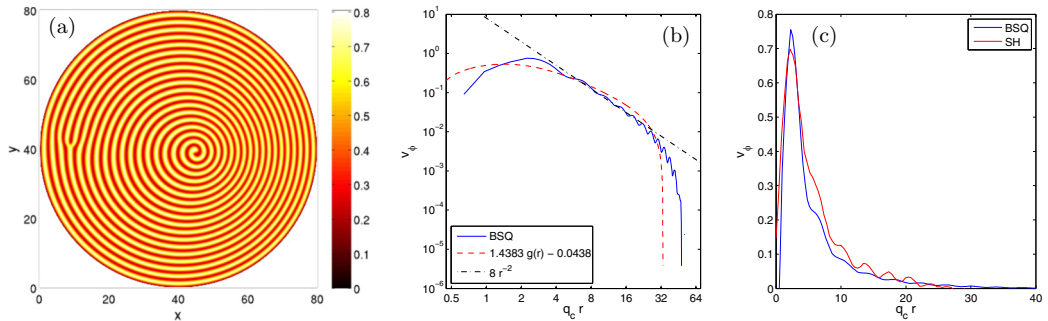 (a)
80
60
40
20
0
0 20 40 60 80
y
x
0.8
0.7
0.6
0.5
0.4
0.3
0.2
0.1
0
(b)
10^1
10^0
10^-1
10^-2
10^-3
10^-4
10^-5
10^-6
v_ϕ
BSQ
1.4383 g(r) − 0.0438
8 r^-2
0.5 1 2 4 8 16 32 64
q_c r
(c)
BSQ
SH
0.8
0.7
0.6
0.5
0.4
0.3
0.2
0.1
0
v_ϕ
0 10 20 30 40
q_c r